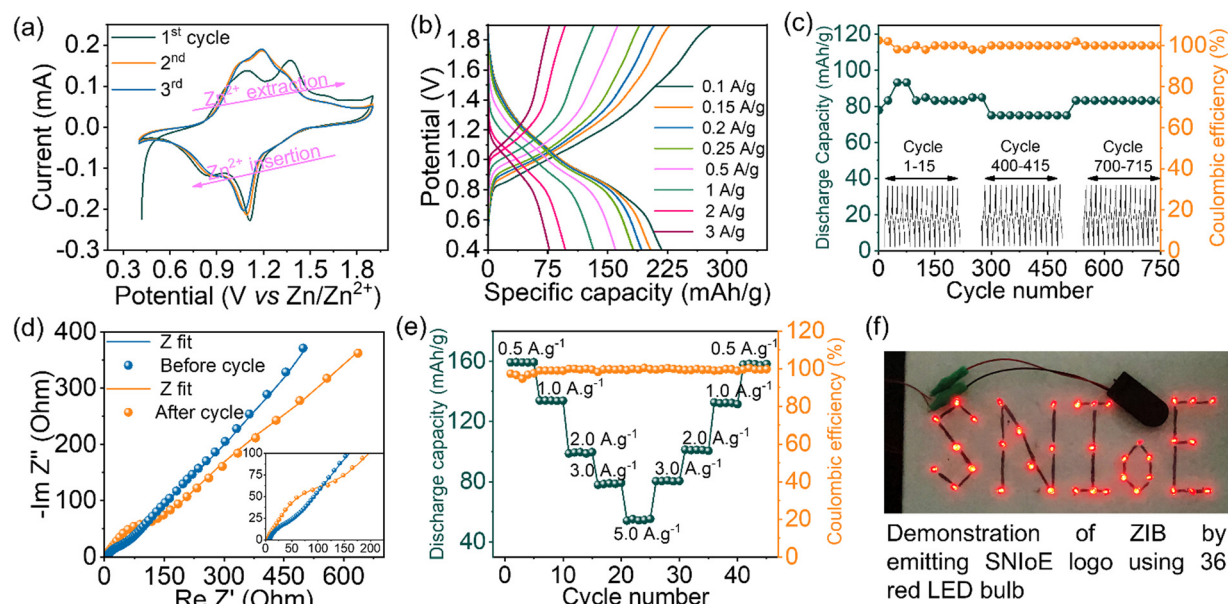 (a)
0.3
0.2
0.1
0.0
-0.1
-0.2
-0.3
Current (mA)
1st cycle
2nd
3rd
Zn2+ extraction
Zn2+ insertion
0.3 0.6 0.9 1.2 1.5 1.8
Potential (V vs Zn/Zn2+)
(b)
1.8
1.6
1.4
1.2
1.0
0.8
0.6
0.4
Potential (V)
0.1 A/g
0.15 A/g
0.2 A/g
0.25 A/g
0.5 A/g
1 A/g
2 A/g
3 A/g
0 75 150 225 300
Specific capacity (mAh/g)
(c)
120
100
80
60
40
20
0
Discharge Capacity (mAh/g)
Cycle
1-15
Cycle
400-415
Cycle
700-715
100
80
60
40
20
0
Coulombic efficiency (%)
0 150 300 450 600 750
Cycle number
(d)
400
300
200
100
0
-Im Z" (Ohm)
Z fit
Before cycle
Z fit
After cycle
100
75
50
25
0
0 50 100 150 200
0 150 300 450 600
Re Z' (Ohm)
(e)
160
120
80
40
Discharge capacity (mAh/g)
0.5 A.g-1
1.0 A.g-1
2.0 A.g-1
3.0 A.g-1
5.0 A.g-1
3.0 A.g-1
2.0 A.g-1
1.0 A.g-1
0.5 A.g-1
120
100
80
60
40
20
0
Coulombic efficiency (%)
0 10 20 30 40
Cycle number
(f)
SNIoE
Demonstration of ZIB by
emitting SNIoE logo using 36
red LED bulb